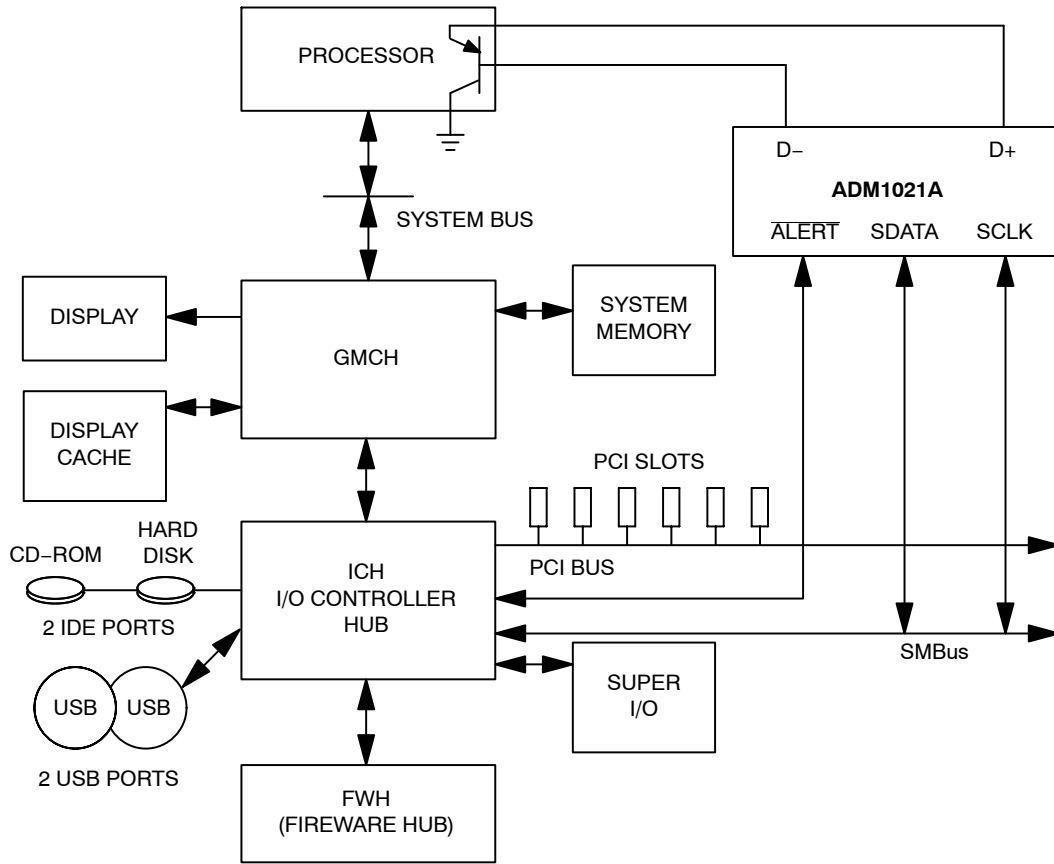 PROCESSOR
D−
D+
ADM1021A
ALERT
SDATA
SCLK
SYSTEM BUS
DISPLAY
GMCH
SYSTEM
MEMORY
DISPLAY
CACHE
PCI SLOTS
CD−ROM
HARD
DISK
ICH
I/O CONTROLLER
HUB
PCI BUS
2 IDE PORTS
SMBus
USB
USB
SUPER
I/O
2 USB PORTS
FWH
(FIREWARE HUB)